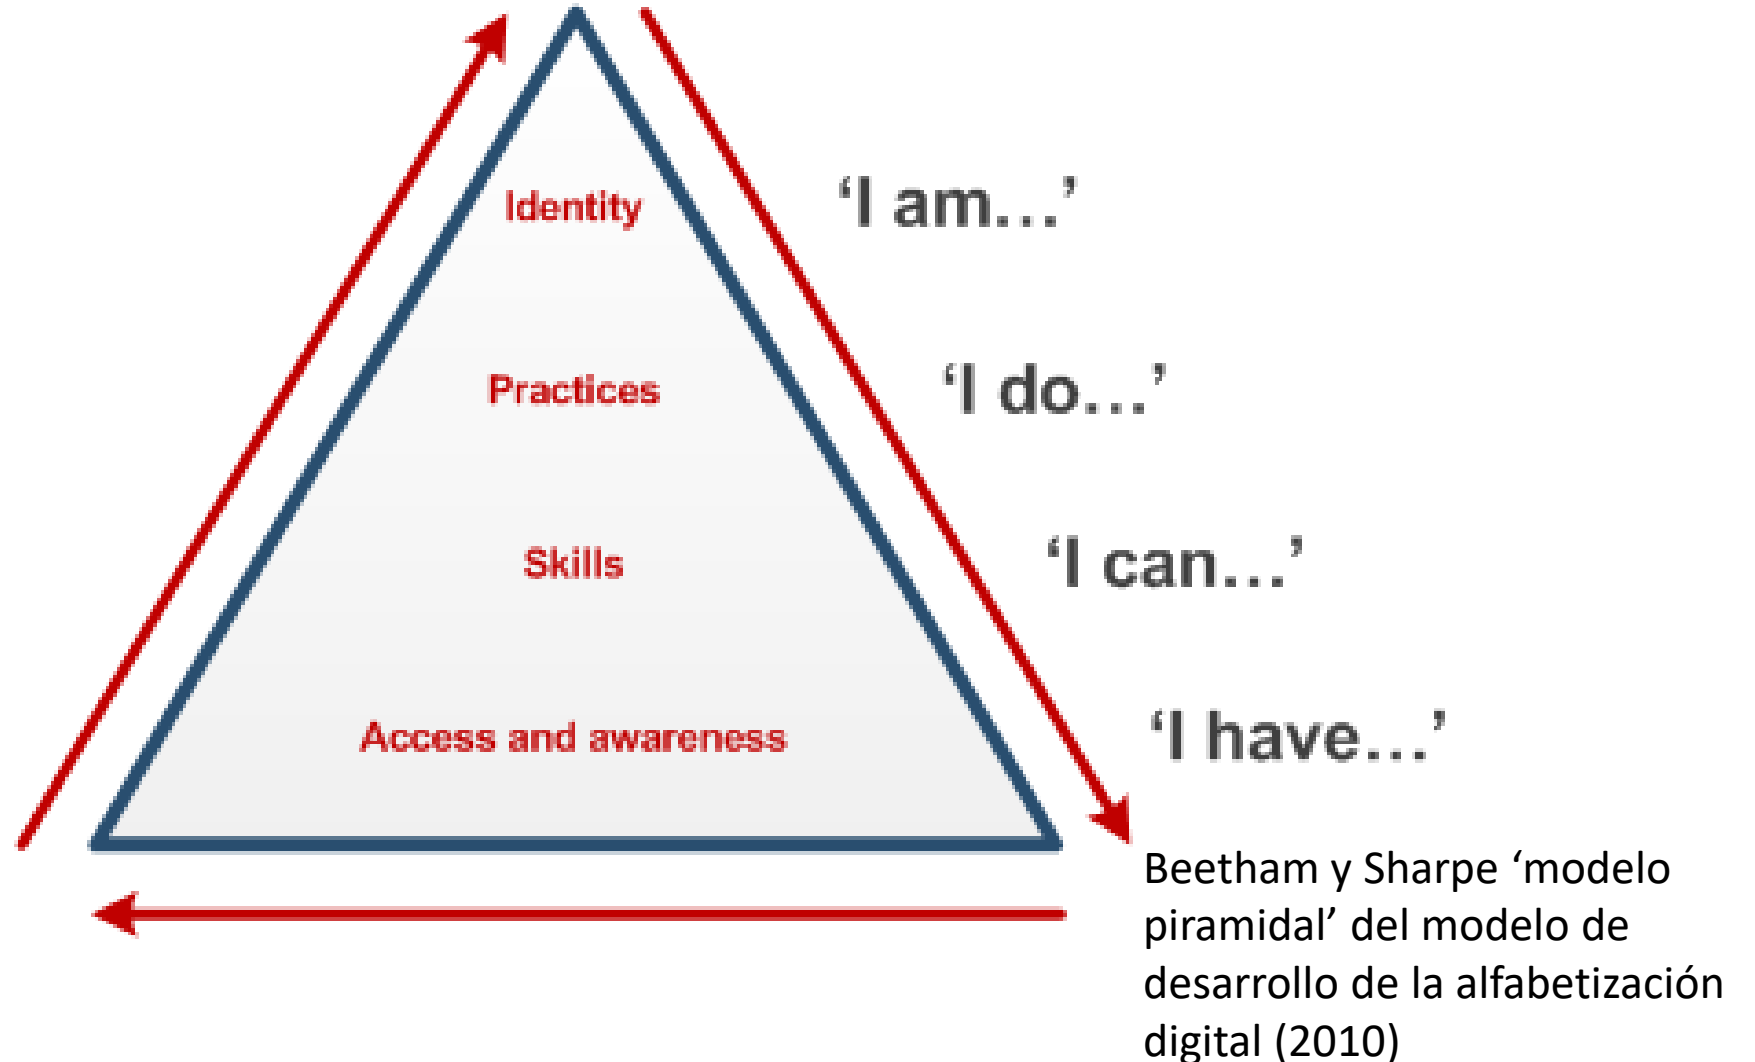 Identity
‘I am...’
Practices
‘I do...’
Skills
‘I can...’
Access and awareness
‘I have...’
Beetham y Sharpe ‘modelo
piramidal’ del modelo de
desarrollo de la alfabetización
digital (2010)